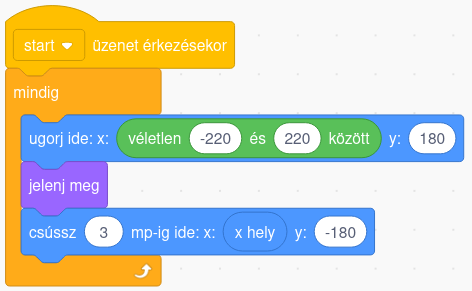 start üzenet érkezésekor
mindig
ugorj ide: x: véletlen -220 és 220 között y: 180
jelenj meg
csússz 3 mp-ig ide: x: x hely y: -180